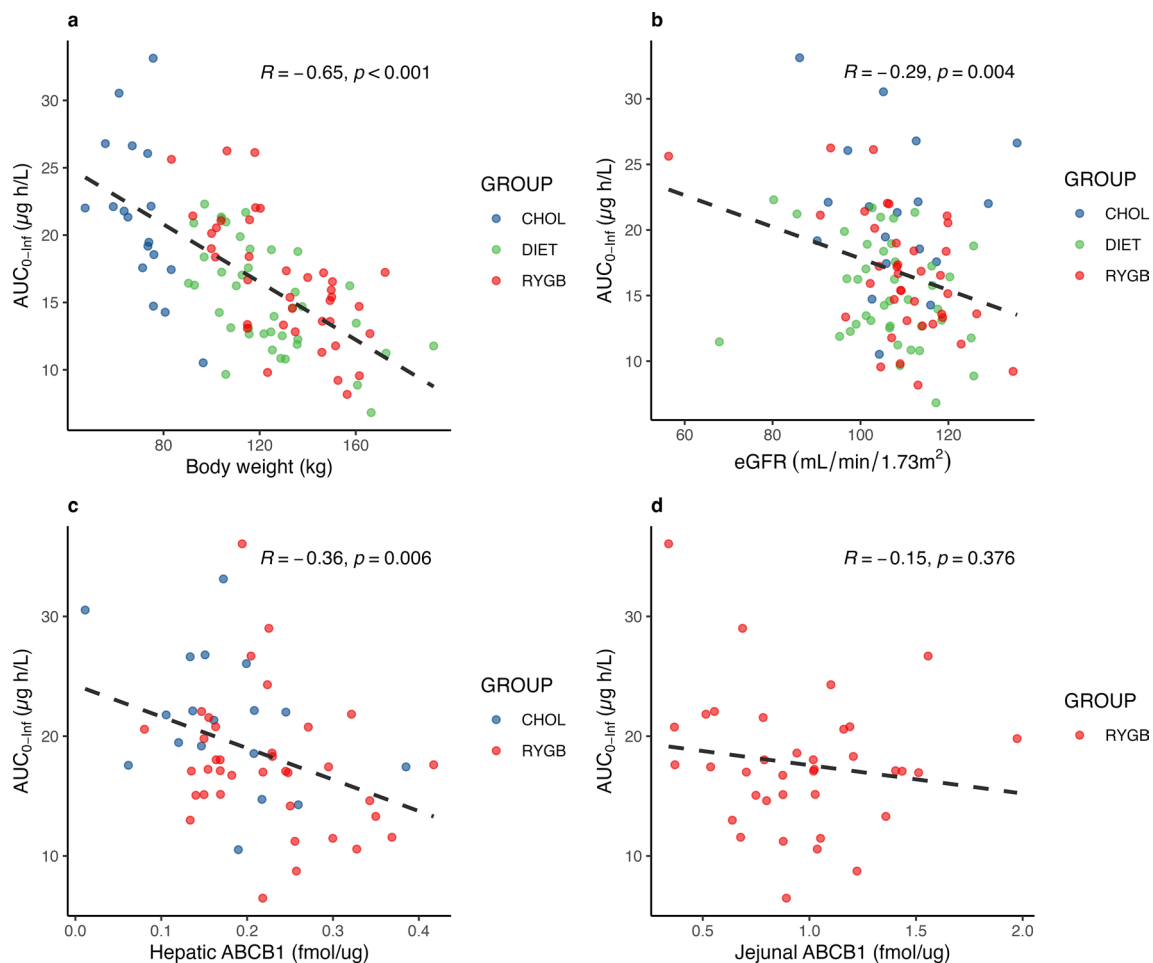 a
R = −0.65, p < 0.001
30
25
20
15
10
AUC0−Inf (µg h/L)
80
120
160
Body weight (kg)
GROUP
CHOL
DIET
RYGB
b
R = −0.29, p = 0.004
30
25
20
15
10
AUC0−Inf (µg h/L)
60
80
100
120
eGFR (mL/min/1.73m²)
GROUP
CHOL
DIET
RYGB
c
R = −0.36, p = 0.006
30
20
10
AUC0−Inf (µg h/L)
0.0
0.1
0.2
0.3
0.4
Hepatic ABCB1 (fmol/ug)
GROUP
CHOL
RYGB
d
R = −0.15, p = 0.376
30
20
10
AUC0−Inf (µg h/L)
0.5
1.0
1.5
2.0
Jejunal ABCB1 (fmol/ug)
GROUP
RYGB